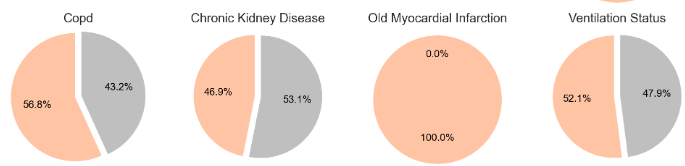 Copd
Chronic Kidney Disease
Old Myocardial Infarction
Ventilation Status
56.8%
43.2%
46.9%
53.1%
0.0%
100.0%
52.1%
47.9%